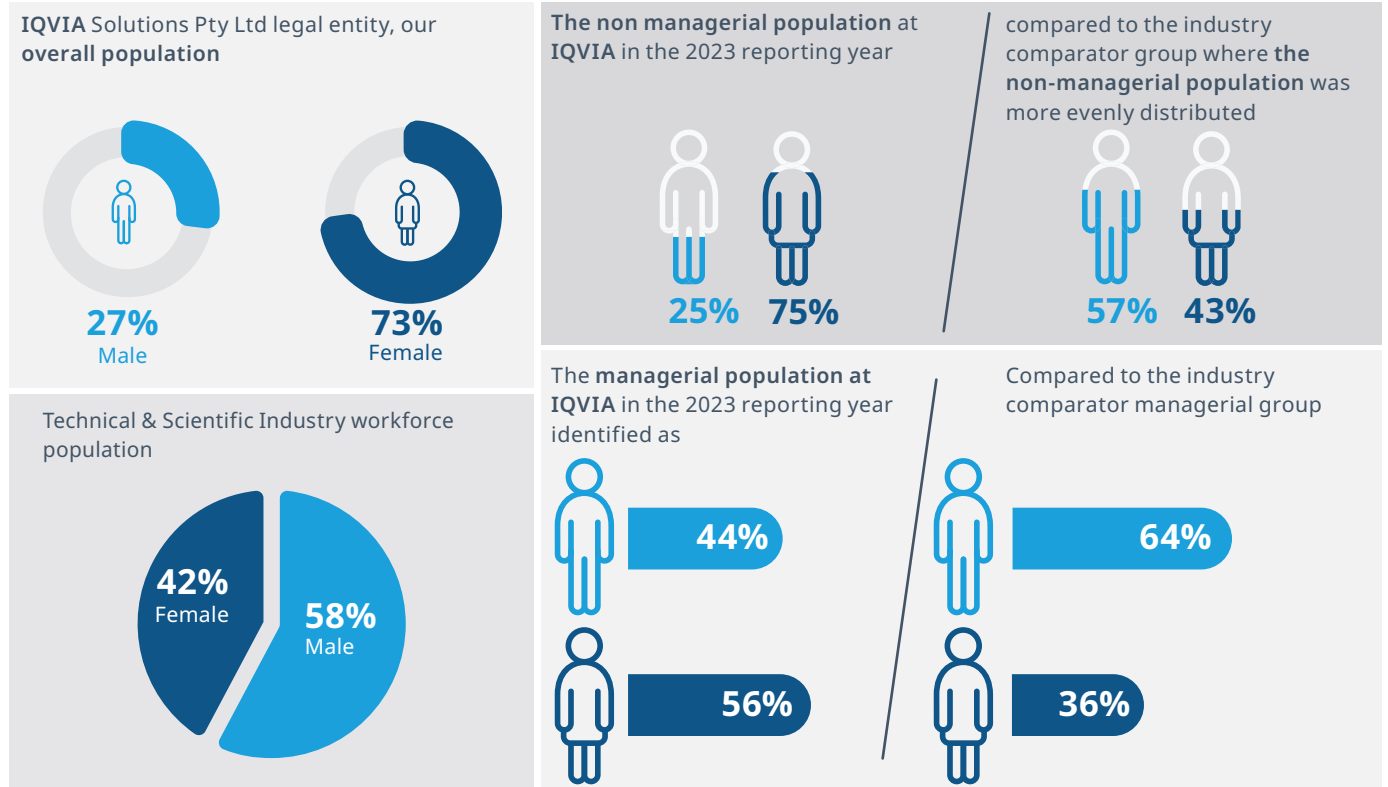 IQVIA Solutions Pty Ltd legal entity, our
overall population
27%
Male
73%
Female
Technical & Scientific Industry workforce
population
42%
Female
58%
Male
The non managerial population at
IQVIA in the 2023 reporting year
25%
75%
compared to the industry
comparator group where the
non-managerial population was
more evenly distributed
57%
43%
The managerial population at
IQVIA in the 2023 reporting year
identified as
44%
56%
Compared to the industry
comparator managerial group
64%
36%